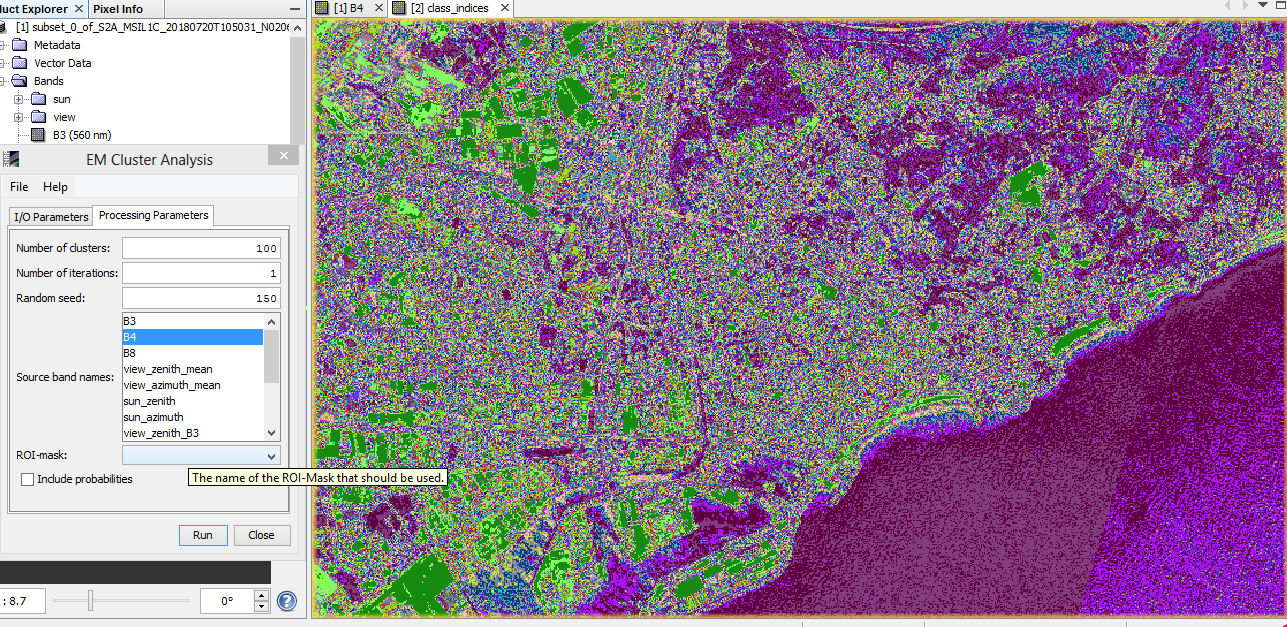 uct Explorer × Pixel Info
[1] B4 × [2] class_indices ×
[1] subset_0_of_S2A_MSIL1C_20180720T105031_N0206
Metadata
Vector Data
Bands
sun
view
B3 (560 nm)
EM Cluster Analysis
File Help
I/O Parameters Processing Parameters
Number of clusters: 100
Number of iterations: 1
Random seed: 150
Source band names:
B3
B4
B8
view_zenith_mean
view_azimuth_mean
sun_zenith
sun_azimuth
view_zenith_B3
ROI-mask:
The name of the ROI-Mask that should be used.
Include probabilities
Run Close
: 8.7 0° ?